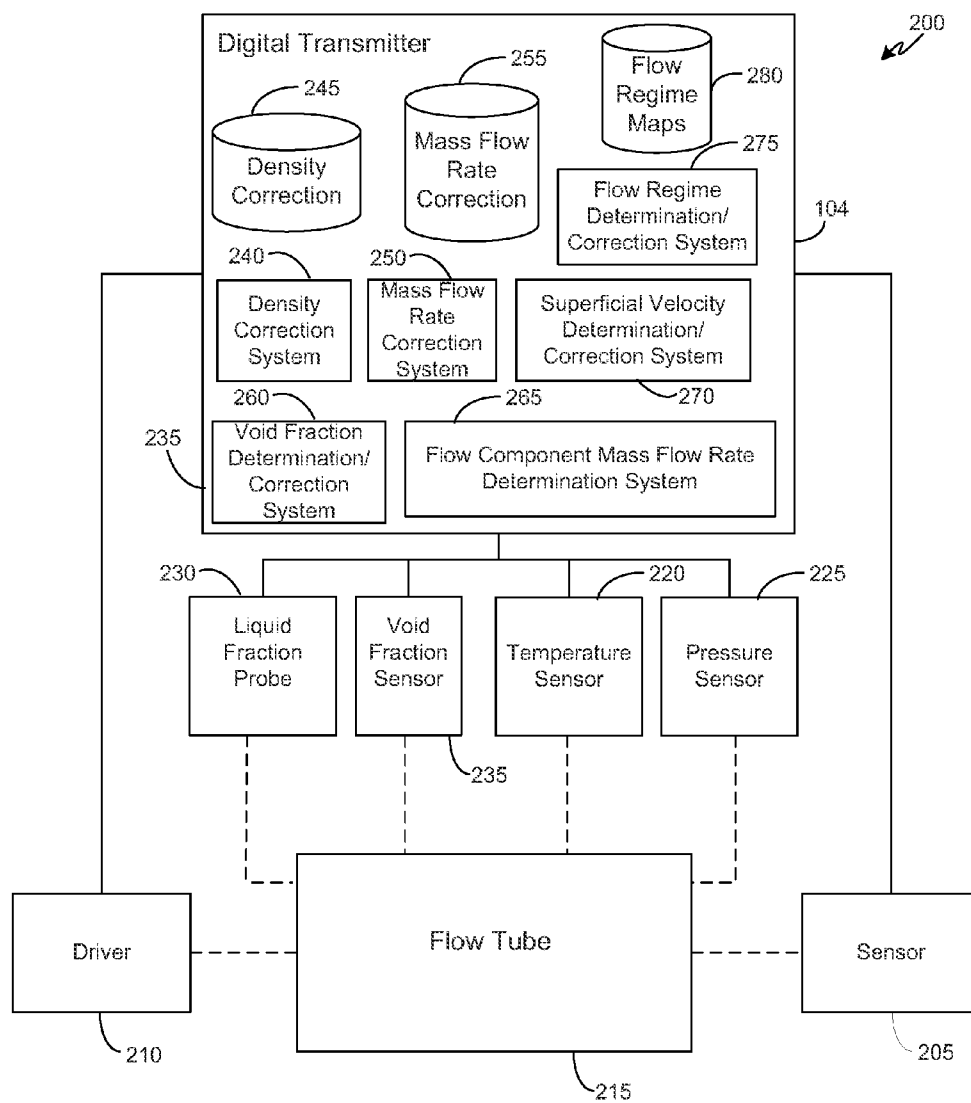 200
Digital Transmitter
255
245
Flow
Regime
Maps
280
Density
Correction
Mass Flow
Rate
Correction
275
Flow Regime
Determination/
Correction System
104
240
250
Density
Correction
System
Mass Flow
Rate
Correction
System
Superficial Velocity
Determination/
Correction System
260
265
270
235
Void Fraction
Determination/
Correction
System
Flow Component Mass Flow Rate
Determination System
230
220
225
Liquid
Fraction
Probe
Void
Fraction
Sensor
Temperature
Sensor
Pressure
Sensor
235
Driver
Flow Tube
Sensor
210
215
205